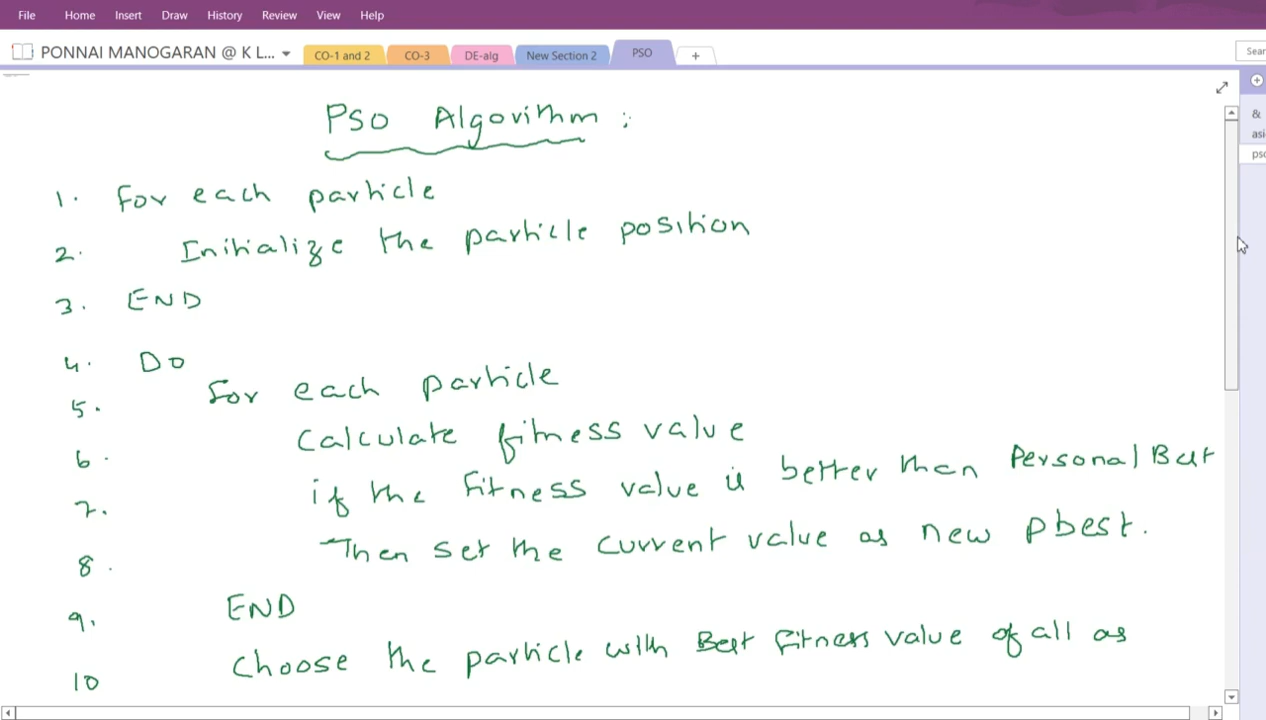 File Home Insert Draw History Review View Help
PONNAI MANOGARAN @ K L... CO-1 and 2 CO-3 DE-alg New Section 2 PSO + Sear
&
asi
pso
PSO Algorithm :
1. For each particle
2. Initialize the particle position
3. END
4. Do
5. For each particle
6. Calculate fitness value
7. if the Fitness value is better than Personal Best
8. Then set the current value as new pbest.
9. END
10 Choose the particle with Best Fitness value of all as